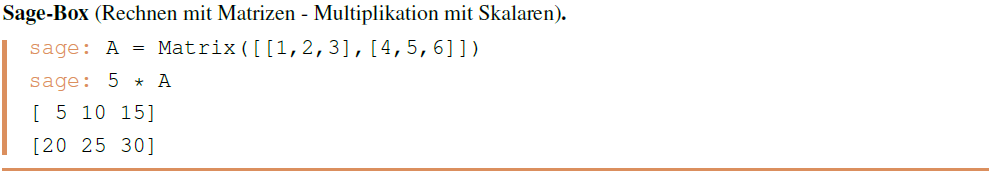 Sage-Box (Rechnen mit Matrizen - Multiplikation mit Skalaren).
sage: A = Matrix([[1,2,3],[4,5,6]])
sage: 5 * A
[ 5 10 15]
[20 25 30]